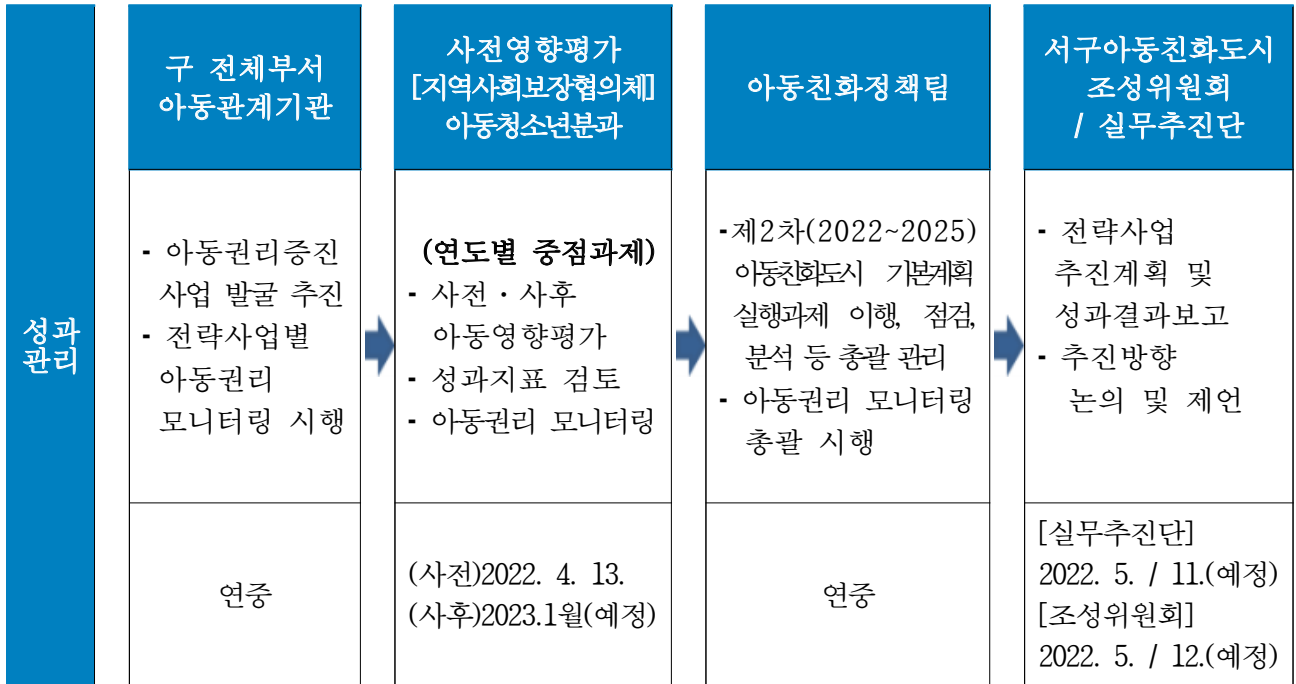 성과
관리
구 전체부서
아동관계기관
- 아동권리증진
사업 발굴 추진
- 전략사업별
아동권리
모니터링 시행
연중
사전영향평가
[지역사회보장협의체]
아동청소년분과
(연도별 중점과제)
- 사전·사후
아동영향평가
- 성과지표 검토
- 아동권리 모니터링
(사전)2022. 4. 13.
(사후)2023.1월(예정)
아동친화정책팀
-제2차(2022~2025)
아동친화도시 기본계획
실행과제 이행, 점검,
분석 등 총괄 관리
- 아동권리 모니터링
총괄 시행
연중
서구아동친화도시
조성위원회
/ 실무추진단
- 전략사업
추진계획 및
성과결과보고
- 추진방향
논의 및 제언
[실무추진단]
2022. 5. / 11.(예정)
[조성위원회]
2022. 5. / 12.(예정)